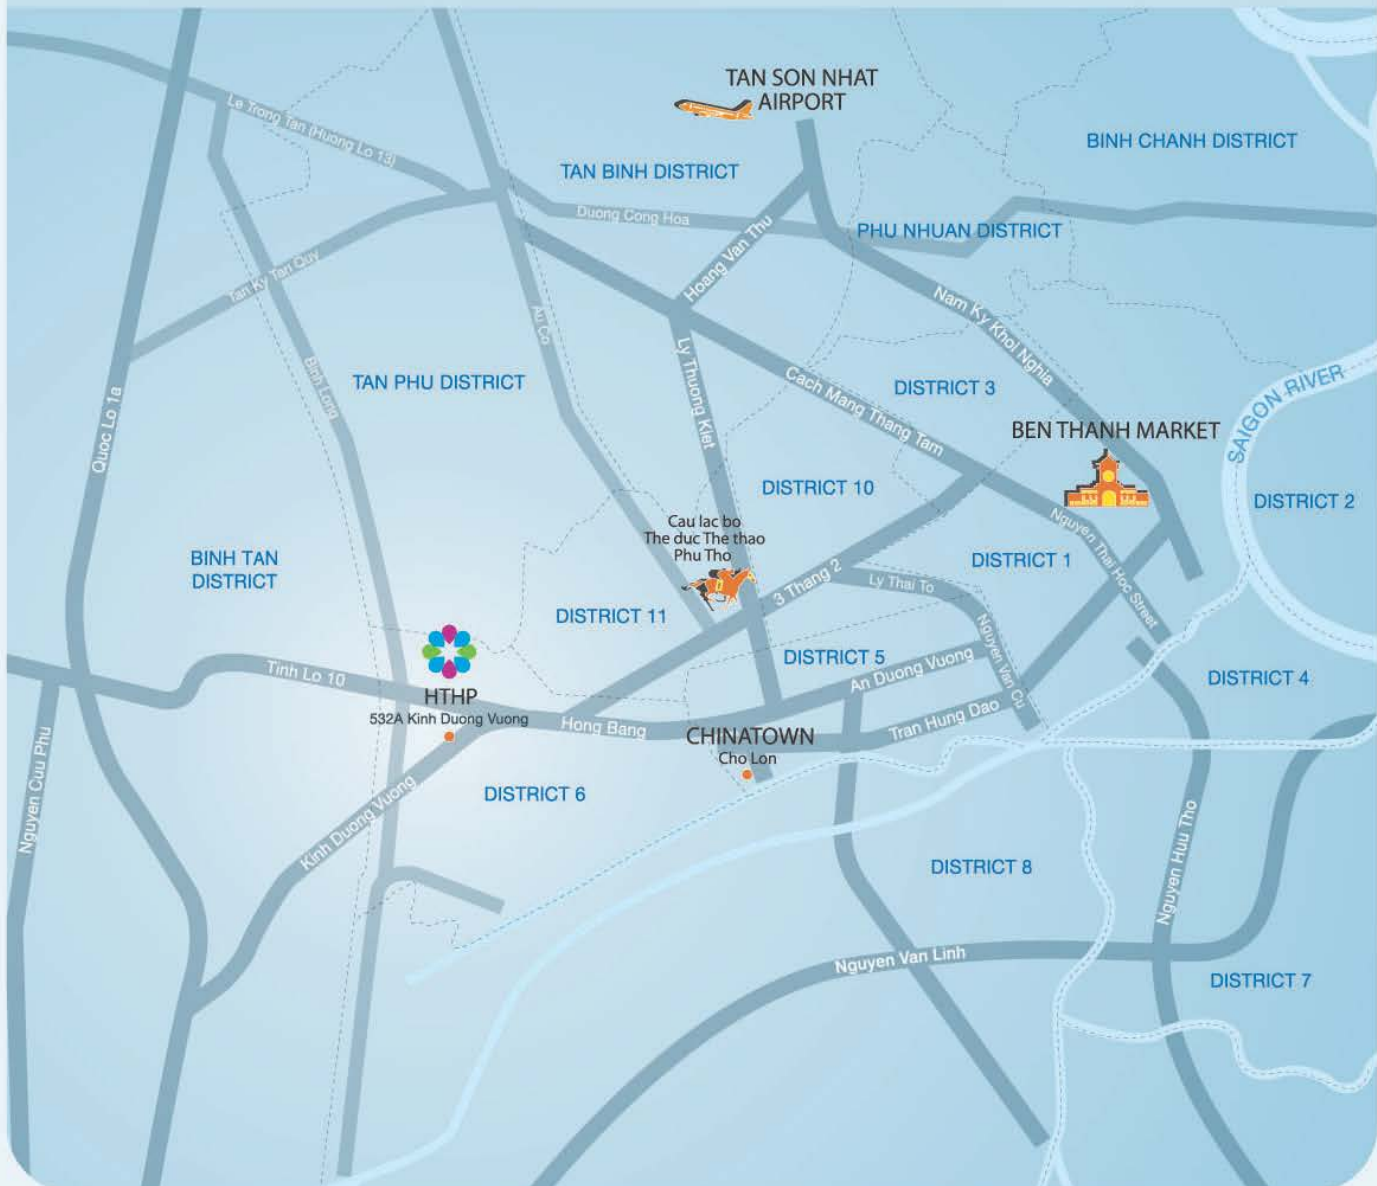 TAN SON NHAT
AIRPORT
Le Trong Tan (Huong Lo 13)
BINH CHANH DISTRICT
TAN BINH DISTRICT
Duong Cong Hoa
PHU NHUAN DISTRICT
Hoang Van Thu
Tan Ky Tan Quy
Nam Ky Khoi Nghia
Au Co
Binh Long
Ly Thuong Kiet
TAN PHU DISTRICT
Cach Mang Thang Tam
DISTRICT 3
SAIGON RIVER
Quoc Lo 1a
BEN THANH MARKET
DISTRICT 10
DISTRICT 2
Cau lac bo
The duc The thao
Phu Tho
Nguyen Thai Hoc Street
BINH TAN
DISTRICT
DISTRICT 1
3 Thang 2
Ly Thai To
DISTRICT 11
Nguyen Van Cu
DISTRICT 5
An Duong Vuong
DISTRICT 4
Tinh Lo 10
HTHP
532A Kinh Duong Vuong
Hong Bang
Tran Hung Dao
CHINATOWN
Cho Lon
Nguyen Cuu Phu
DISTRICT 6
Kinh Duong Vuong
Nguyen Huu Tho
DISTRICT 8
Nguyen Van Linh
DISTRICT 7